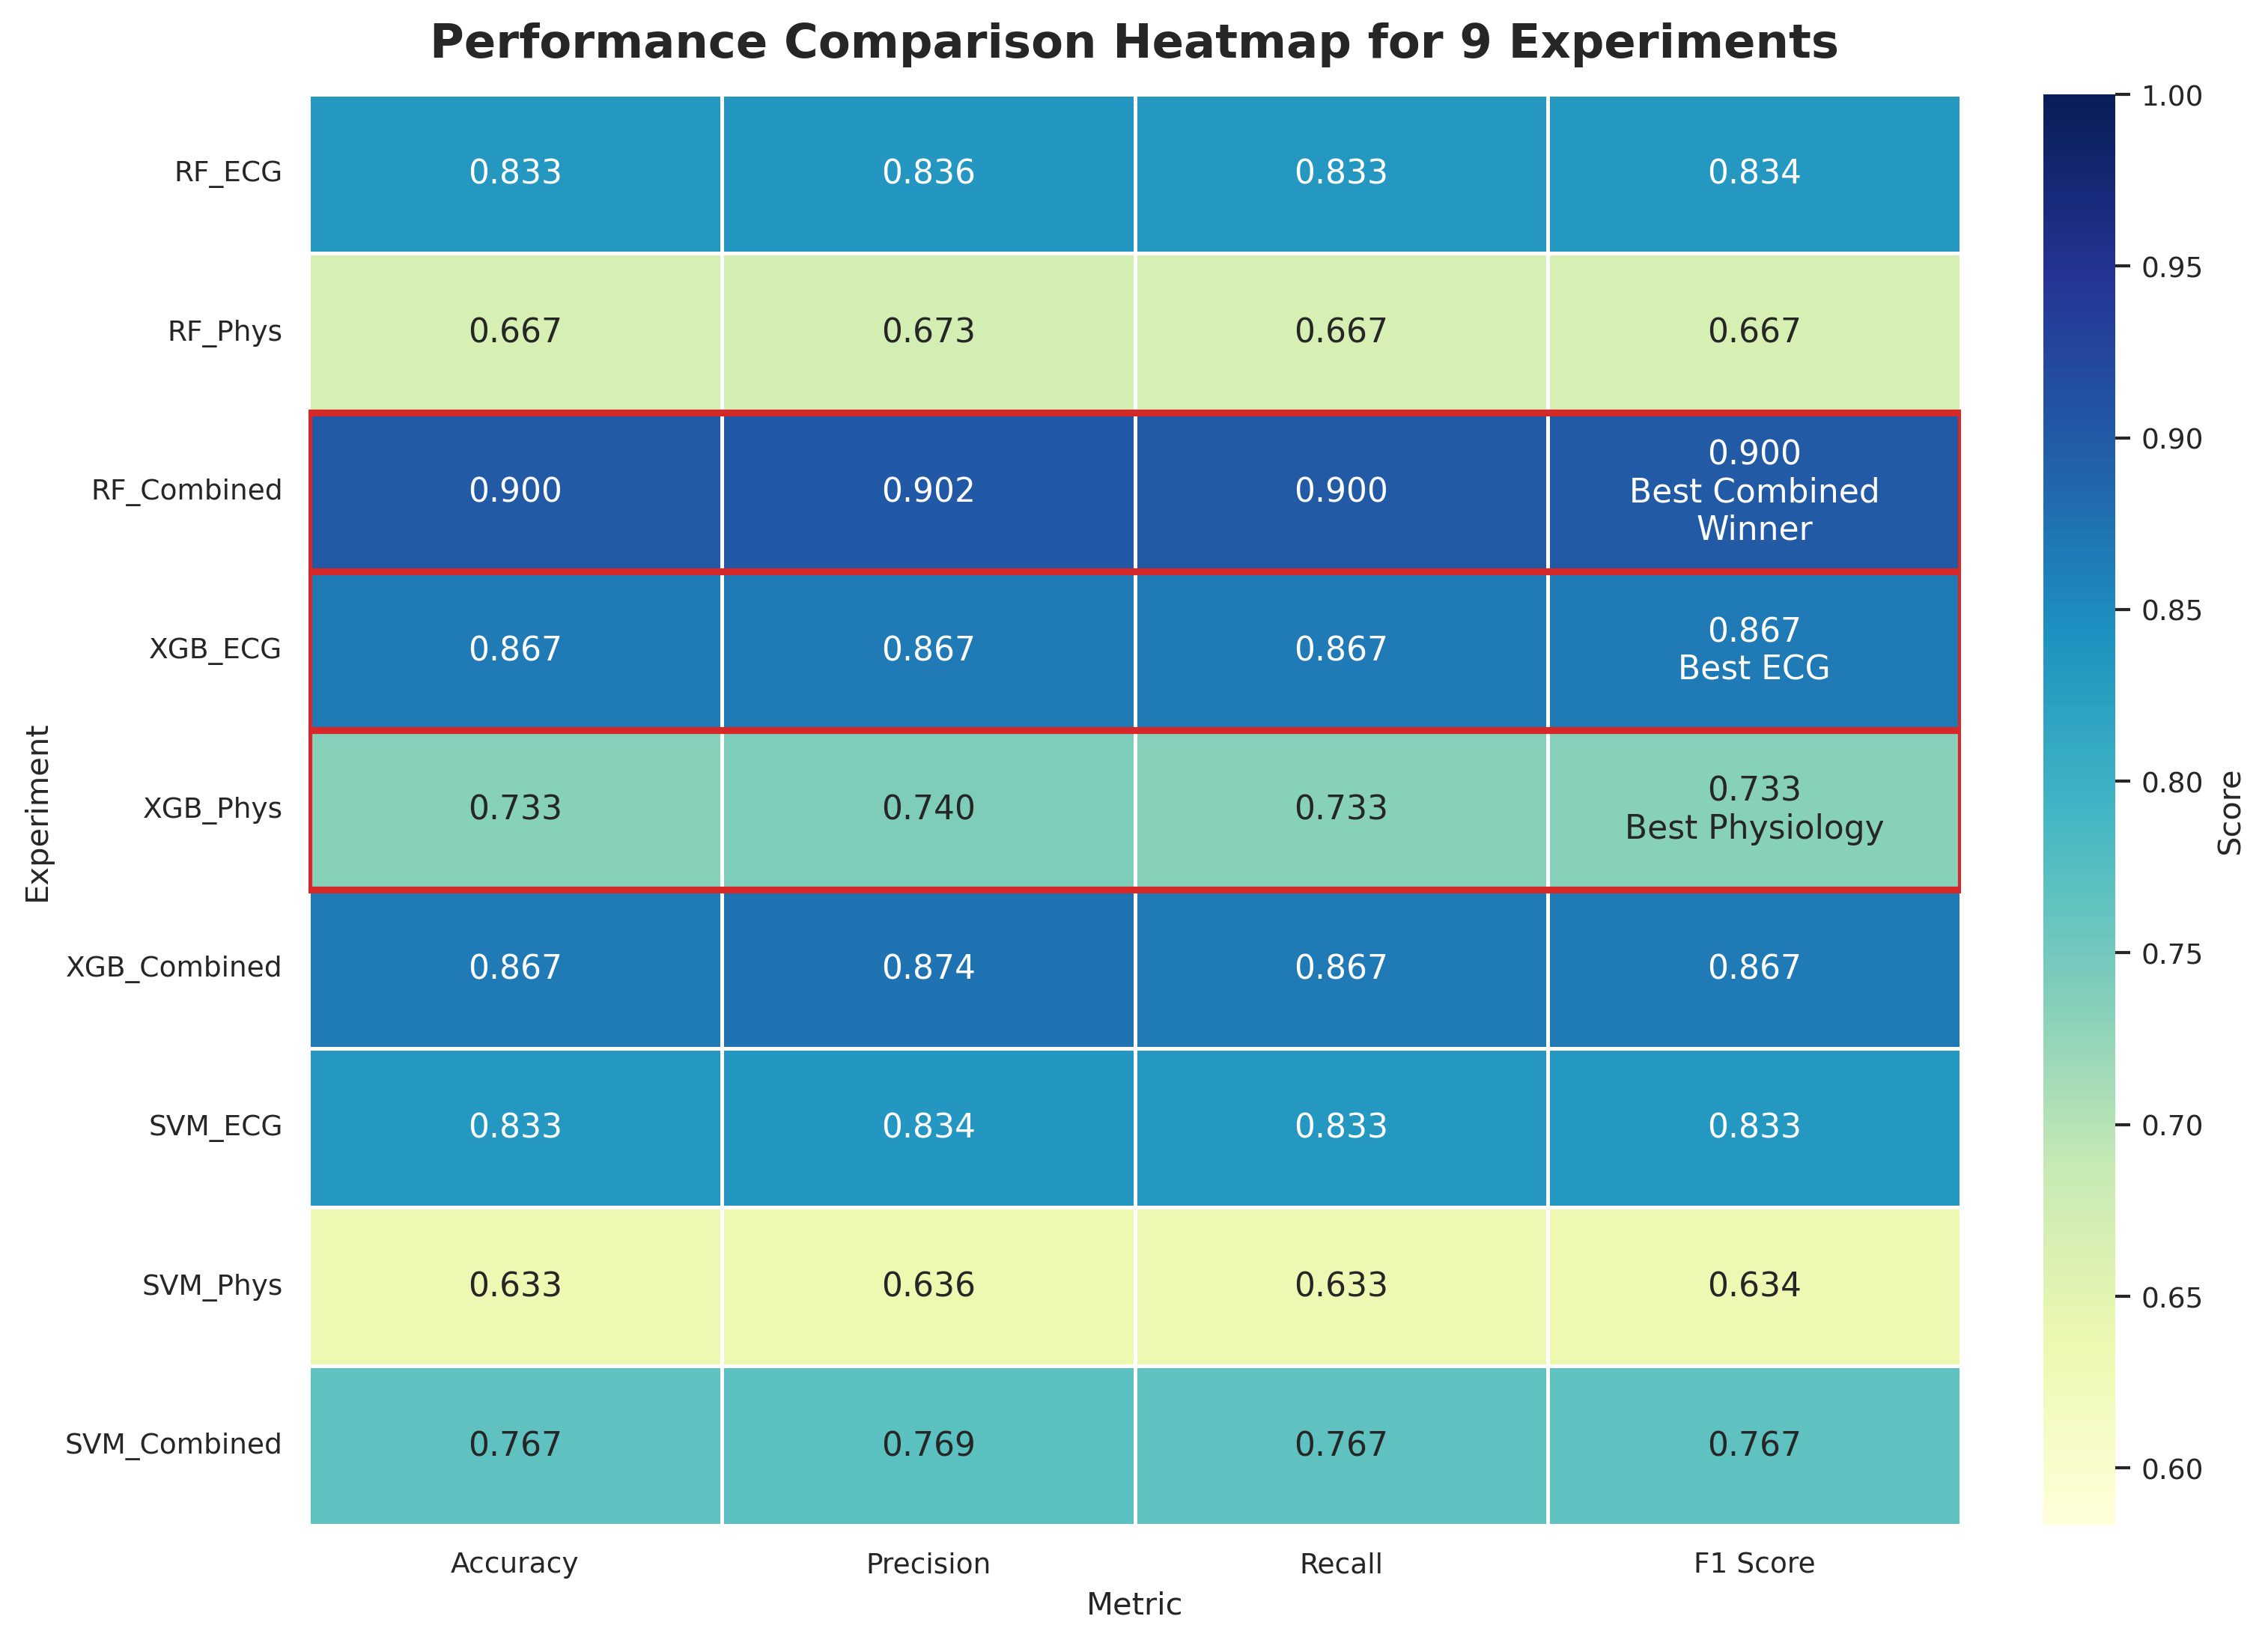 Performance Comparison Heatmap for 9 Experiments
Experiment
RF_ECG 0.833 0.836 0.833 0.834
RF_Phys 0.667 0.673 0.667 0.667
RF_Combined 0.900 0.902 0.900 0.900
Best Combined
Winner
XGB_ECG 0.867 0.867 0.867 0.867
Best ECG
XGB_Phys 0.733 0.740 0.733 0.733
Best Physiology
XGB_Combined 0.867 0.874 0.867 0.867
SVM_ECG 0.833 0.834 0.833 0.833
SVM_Phys 0.633 0.636 0.633 0.634
SVM_Combined 0.767 0.769 0.767 0.767
Accuracy Precision Recall F1 Score
Metric
1.00
0.95
0.90
0.85
0.80
0.75
0.70
0.65
0.60
Score